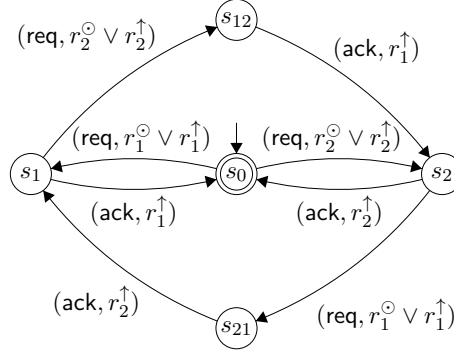 s₁₂
(req, r₂^⊙ ∨ r₂^↑)
(ack, r₁^↑)
(req, r₁^⊙ ∨ r₁^↑)
(req, r₂^⊙ ∨ r₂^↑)
s₁
s₀
s₂
(ack, r₁^↑)
(ack, r₂^↑)
(ack, r₂^↑)
(req, r₁^⊙ ∨ r₁^↑)
s₂₁